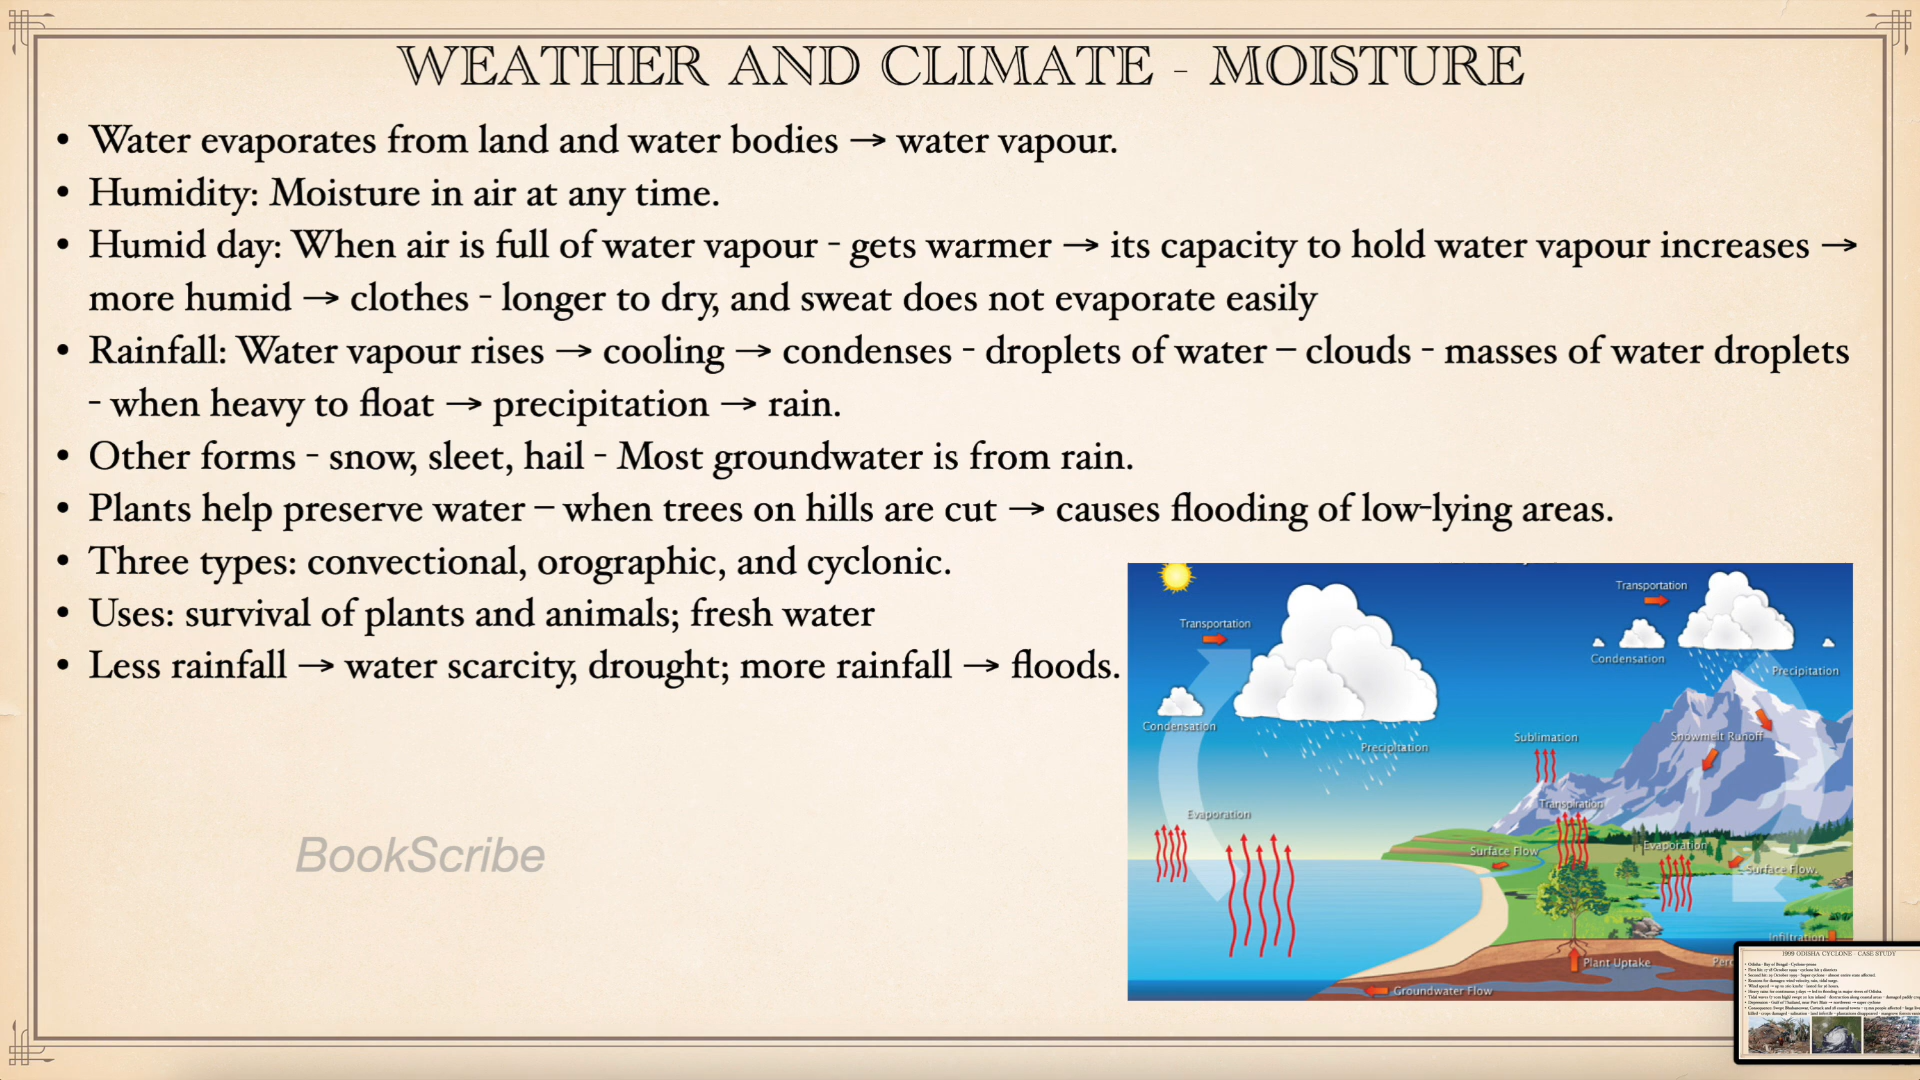 WEATHER AND CLIMATE - MOISTURE
• Water evaporates from land and water bodies → water vapour.
• Humidity: Moisture in air at any time.
• Humid day: When air is full of water vapour - gets warmer → its capacity to hold water vapour increases →
more humid → clothes - longer to dry, and sweat does not evaporate easily
• Rainfall: Water vapour rises → cooling → condenses - droplets of water – clouds - masses of water droplets
- when heavy to float → precipitation → rain.
• Other forms - snow, sleet, hail - Most groundwater is from rain.
• Plants help preserve water – when trees on hills are cut → causes flooding of low-lying areas.
• Three types: convectional, orographic, and cyclonic.
• Uses: survival of plants and animals; fresh water
• Less rainfall → water scarcity, drought; more rainfall → floods.
Transportation
Transportation
Condensation
Precipitation
Condensation
Precipitation
Sublimation
Snowmelt Runoff
Transpiration
Evaporation
Surface Flow
Evaporation
Surface Flow
Infiltration
Plant Uptake
Groundwater Flow
BookScribe
1999 ODISHA CYCLONE - CASE STUDY